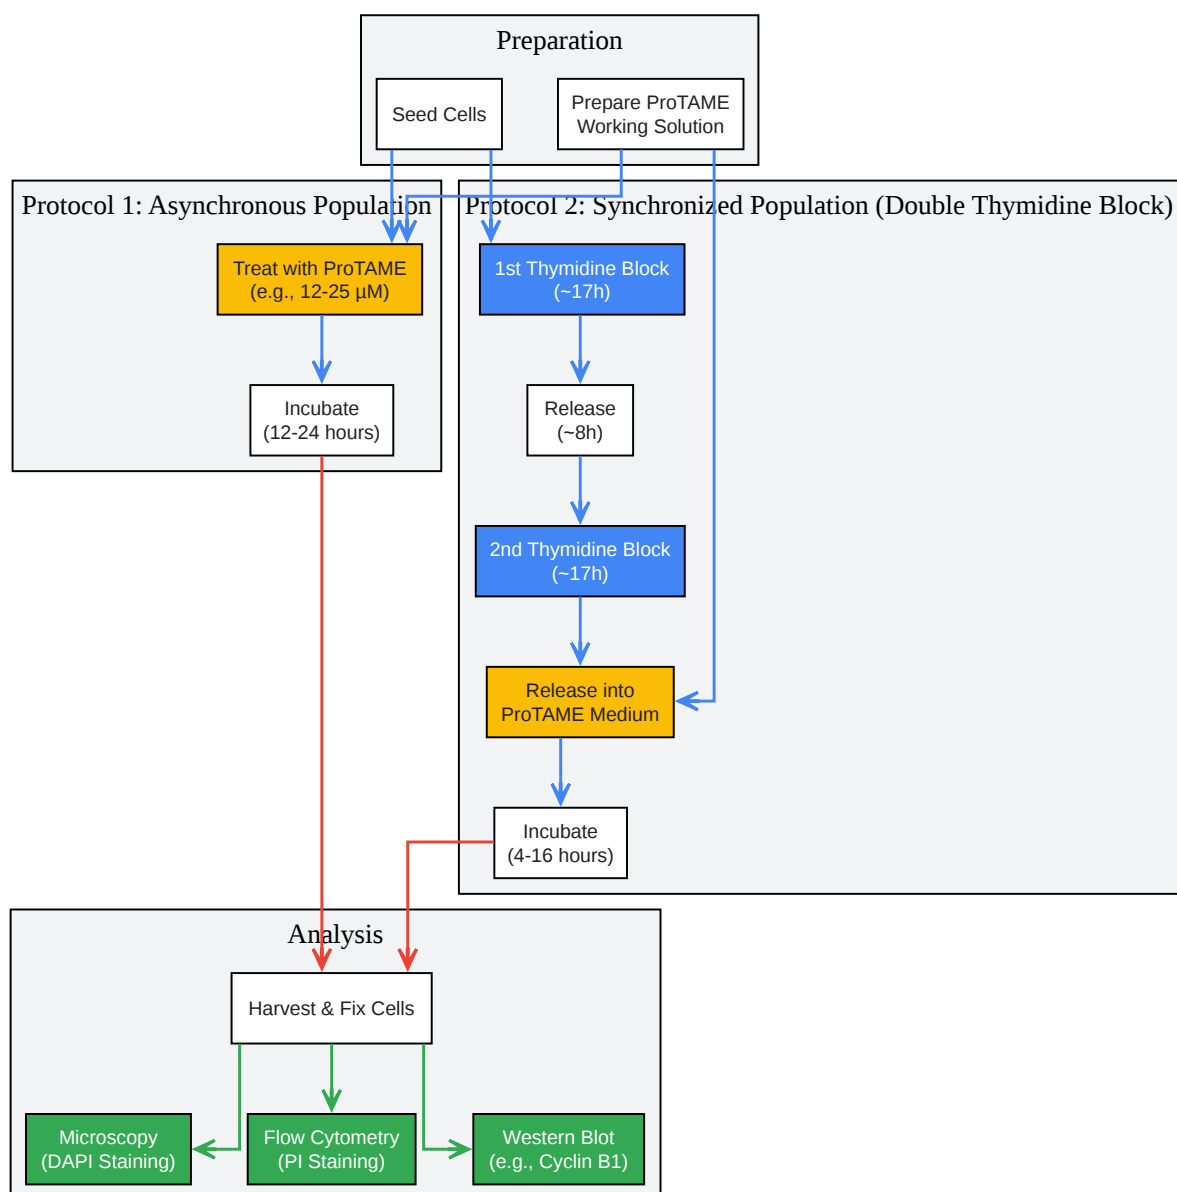 Preparation
Seed Cells
Prepare ProTAME
Working Solution
Protocol 1: Asynchronous Population
Treat with ProTAME
(e.g., 12-25 µM)
Incubate
(12-24 hours)
Protocol 2: Synchronized Population (Double Thymidine Block)
1st Thymidine Block
(~17h)
Release
(~8h)
2nd Thymidine Block
(~17h)
Release into
ProTAME Medium
Incubate
(4-16 hours)
Analysis
Harvest & Fix Cells
Microscopy
(DAPI Staining)
Flow Cytometry
(PI Staining)
Western Blot
(e.g., Cyclin B1)